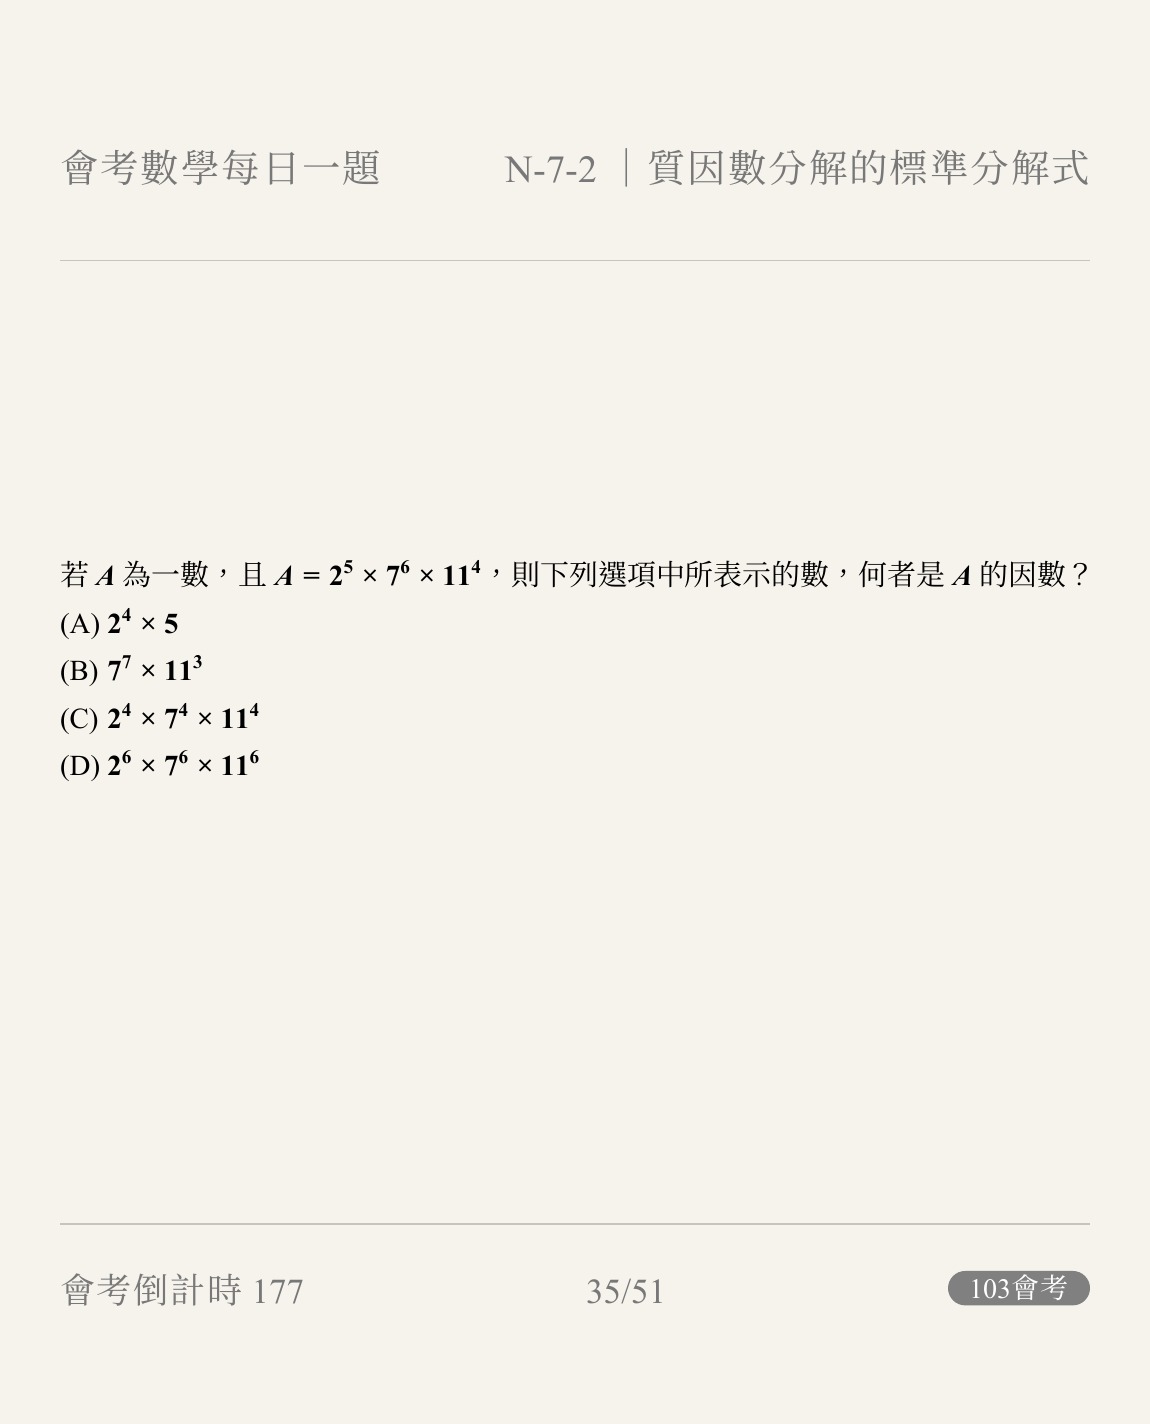 會考數學每日一題
N-7-2｜質因數分解的標準分解式
若 A 為一數，且 A = 2⁵ × 7⁶ × 11⁴，則下列選項中所表示的數，何者是 A 的因數？
(A) 2⁴ × 5
(B) 7⁷ × 11³
(C) 2⁴ × 7⁴ × 11⁴
(D) 2⁶ × 7⁶ × 11⁶
會考倒計時 177
35/51
103會考